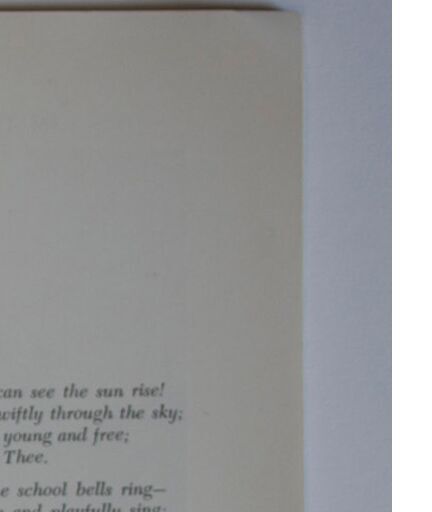 can see the sun rise!
wiftly through the sky;
young and free;
Thee.
e school bells ring—
and playfully sing;